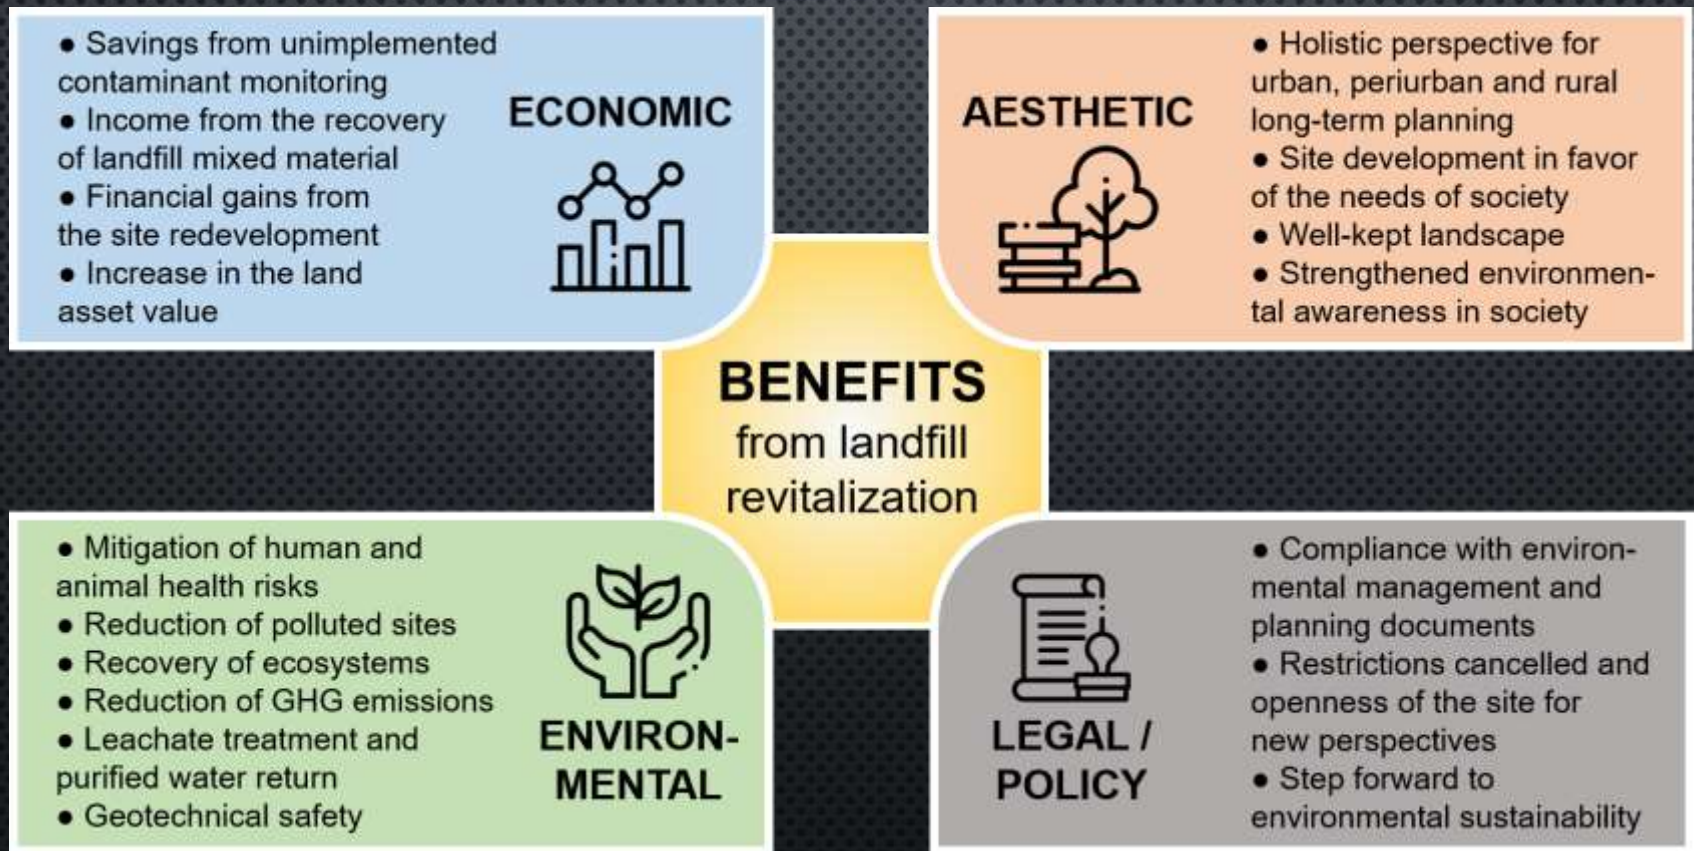 ● Savings from unimplemented
contaminant monitoring
● Income from the recovery
of landfill mixed material
● Financial gains from
the site redevelopment
● Increase in the land
asset value
ECONOMIC
AESTHETIC
● Holistic perspective for
urban, periurban and rural
long-term planning
● Site development in favor
of the needs of society
● Well-kept landscape
● Strengthened environmen-
tal awareness in society
BENEFITS
from landfill
revitalization
● Mitigation of human and
animal health risks
● Reduction of polluted sites
● Recovery of ecosystems
● Reduction of GHG emissions
● Leachate treatment and
purified water return
● Geotechnical safety
ENVIRON-
MENTAL
LEGAL /
POLICY
● Compliance with environ-
mental management and
planning documents
● Restrictions cancelled and
openness of the site for
new perspectives
● Step forward to
environmental sustainability